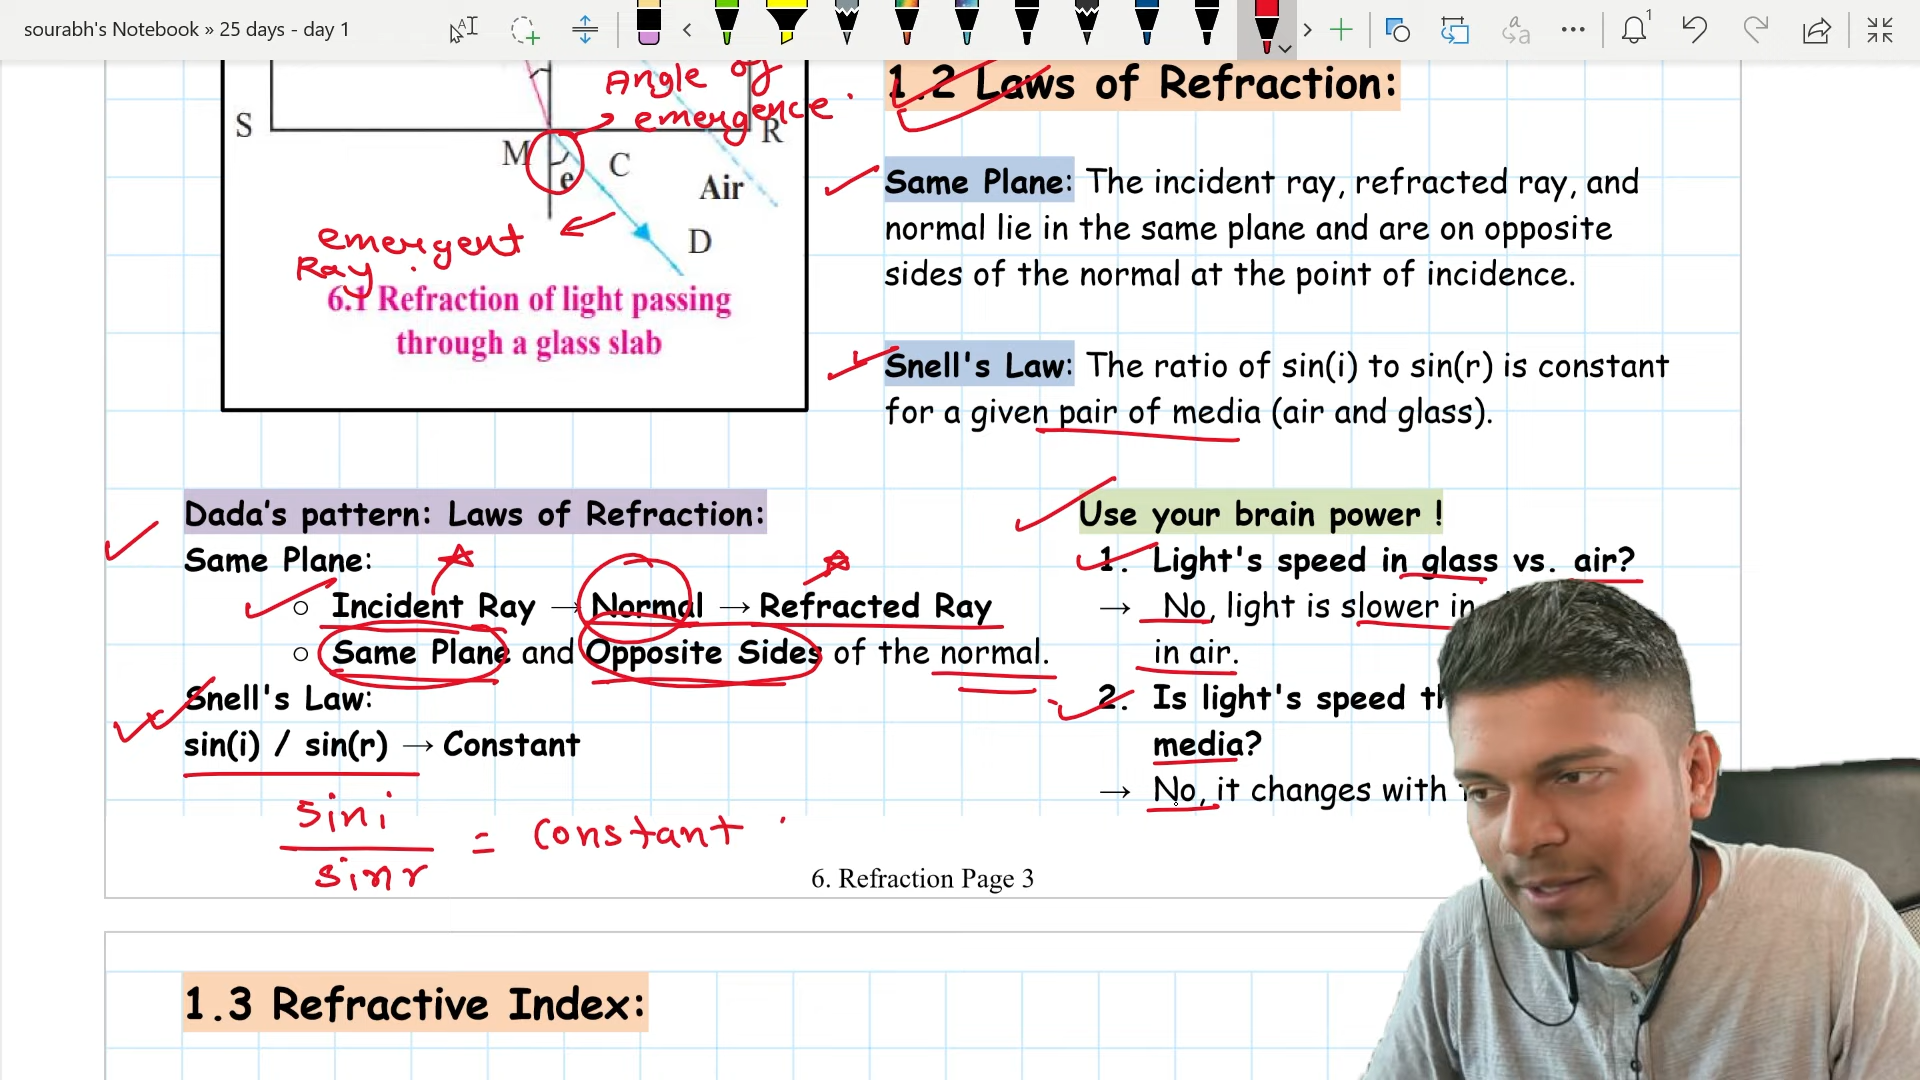 sourabh's Notebook » 25 days - day 1
1.2 Laws of Refraction:
Angle of
emergence.
S
R
M
C
e
Air
D
emergent
Ray
6.1 Refraction of light passing
through a glass slab
Same Plane: The incident ray, refracted ray, and
normal lie in the same plane and are on opposite
sides of the normal at the point of incidence.
Snell's Law: The ratio of sin(i) to sin(r) is constant
for a given pair of media (air and glass).
Dada's pattern: Laws of Refraction:
Same Plane:
○ Incident Ray → Normal → Refracted Ray
○ Same Plane and Opposite Sides of the normal.
Snell's Law:
sin(i) / sin(r) → Constant
sin i
sin r
= constant
Use your brain power !
1. Light's speed in glass vs. air?
→ No, light is slower in
in air.
2. Is light's speed
media?
→ No, it changes with
6. Refraction Page 3
1.3 Refractive Index: